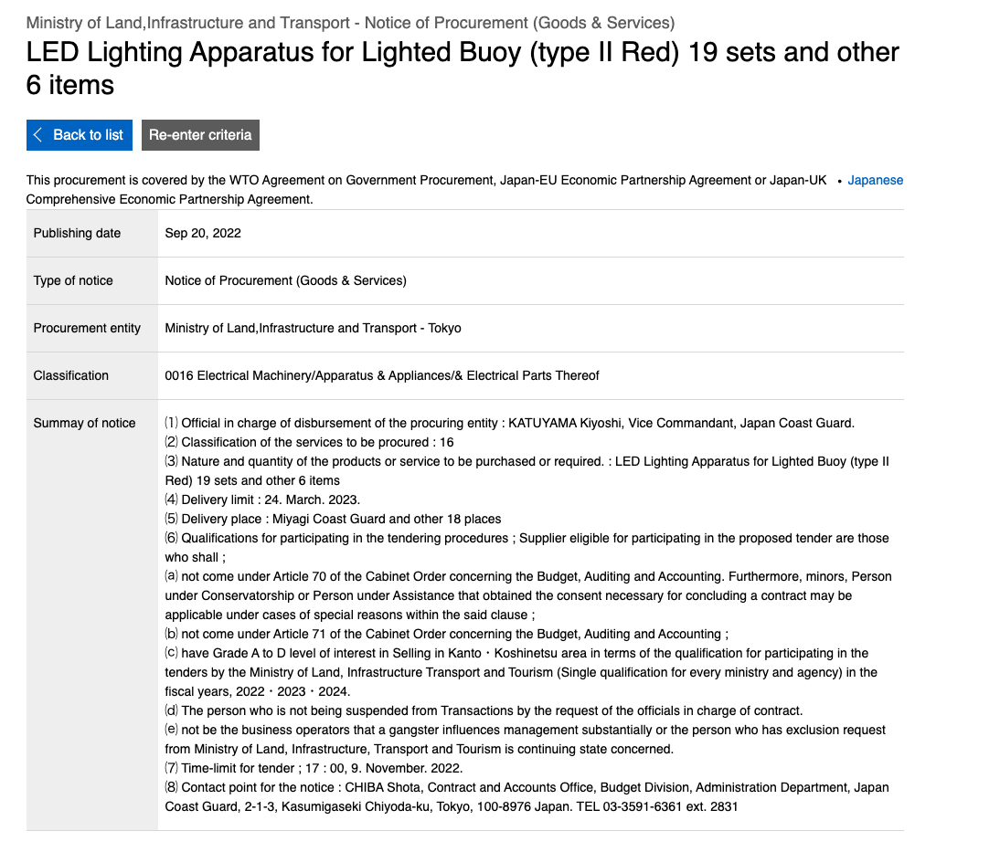 Ministry of Land,Infrastructure and Transport - Notice of Procurement (Goods & Services)
LED Lighting Apparatus for Lighted Buoy (type II Red) 19 sets and other
6 items
Back to list
Re-enter criteria
This procurement is covered by the WTO Agreement on Government Procurement, Japan-EU Economic Partnership Agreement or Japan-UK
Comprehensive Economic Partnership Agreement.
• Japanese
Publishing date
Sep 20, 2022
Type of notice
Notice of Procurement (Goods & Services)
Procurement entity
Ministry of Land,Infrastructure and Transport - Tokyo
Classification
0016 Electrical Machinery/Apparatus & Appliances/& Electrical Parts Thereof
Summay of notice
⑴ Official in charge of disbursement of the procuring entity : KATUYAMA Kiyoshi, Vice Commandant, Japan Coast Guard.
⑵ Classification of the services to be procured : 16
⑶ Nature and quantity of the products or service to be purchased or required. : LED Lighting Apparatus for Lighted Buoy (type II
Red) 19 sets and other 6 items
⑷ Delivery limit : 24. March. 2023.
⑸ Delivery place : Miyagi Coast Guard and other 18 places
⑹ Qualifications for participating in the tendering procedures ; Supplier eligible for participating in the proposed tender are those
who shall ;
⒜ not come under Article 70 of the Cabinet Order concerning the Budget, Auditing and Accounting. Furthermore, minors, Person
under Conservatorship or Person under Assistance that obtained the consent necessary for concluding a contract may be
applicable under cases of special reasons within the said clause ;
⒝ not come under Article 71 of the Cabinet Order concerning the Budget, Auditing and Accounting ;
⒞ have Grade A to D level of interest in Selling in Kanto・Koshinetsu area in terms of the qualification for participating in the
tenders by the Ministry of Land, Infrastructure Transport and Tourism (Single qualification for every ministry and agency) in the
fiscal years, 2022・2023・2024.
⒟ The person who is not being suspended from Transactions by the request of the officials in charge of contract.
⒠ not be the business operators that a gangster influences management substantially or the person who has exclusion request
from Ministry of Land, Infrastructure, Transport and Tourism is continuing state concerned.
⑺ Time-limit for tender ; 17 : 00, 9. November. 2022.
⑻ Contact point for the notice : CHIBA Shota, Contract and Accounts Office, Budget Division, Administration Department, Japan
Coast Guard, 2-1-3, Kasumigaseki Chiyoda-ku, Tokyo, 100-8976 Japan. TEL 03-3591-6361 ext. 2831